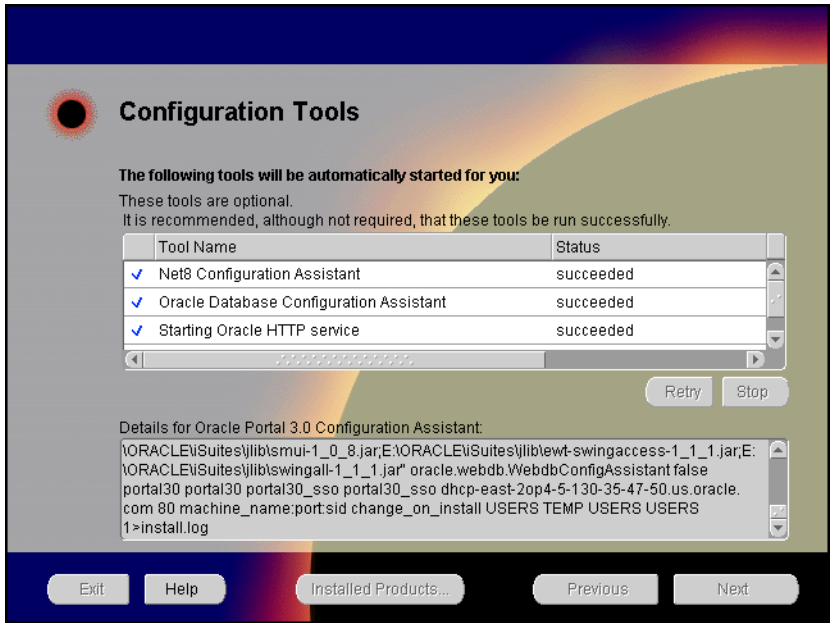 Configuration Tools
The following tools will be automatically started for you:
These tools are optional.
It is recommended, although not required, that these tools be run successfully.
Tool Name Status
Net8 Configuration Assistant succeeded
Oracle Database Configuration Assistant succeeded
Starting Oracle HTTP service succeeded
Retry Stop
Details for Oracle Portal 3.0 Configuration Assistant:
\ORACLE\iSuites\jlib\smui-1_0_8.jar;E:\ORACLE\iSuites\jlib\ewt-swingaccess-1_1_1.jar;E:
\ORACLE\iSuites\jlib\swingall-1_1_1.jar" oracle.webdb.WebdbConfigAssistant false
portal30 portal30 portal30_sso portal30_sso dhcp-east-2op4-5-130-35-47-50.us.oracle.
com 80 machine_name:port:sid change_on_install USERS TEMP USERS USERS
1>install.log
Exit Help Installed Products... Previous Next